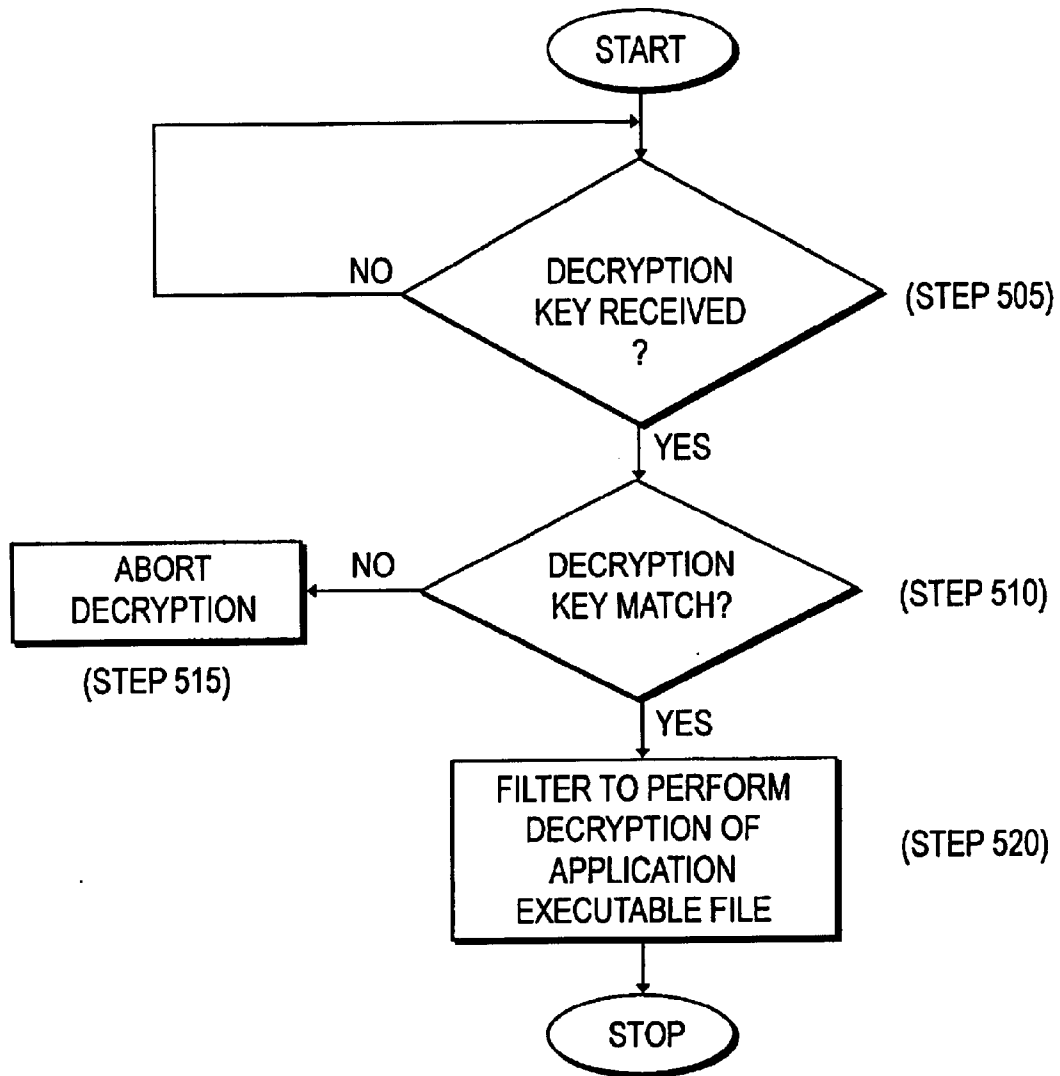 START
NO
DECRYPTION
KEY RECEIVED
?
(STEP 505)
YES
ABORT
DECRYPTION
(STEP 515)
NO
DECRYPTION
KEY MATCH?
(STEP 510)
YES
FILTER TO PERFORM
DECRYPTION OF
APPLICATION
EXECUTABLE FILE
(STEP 520)
STOP